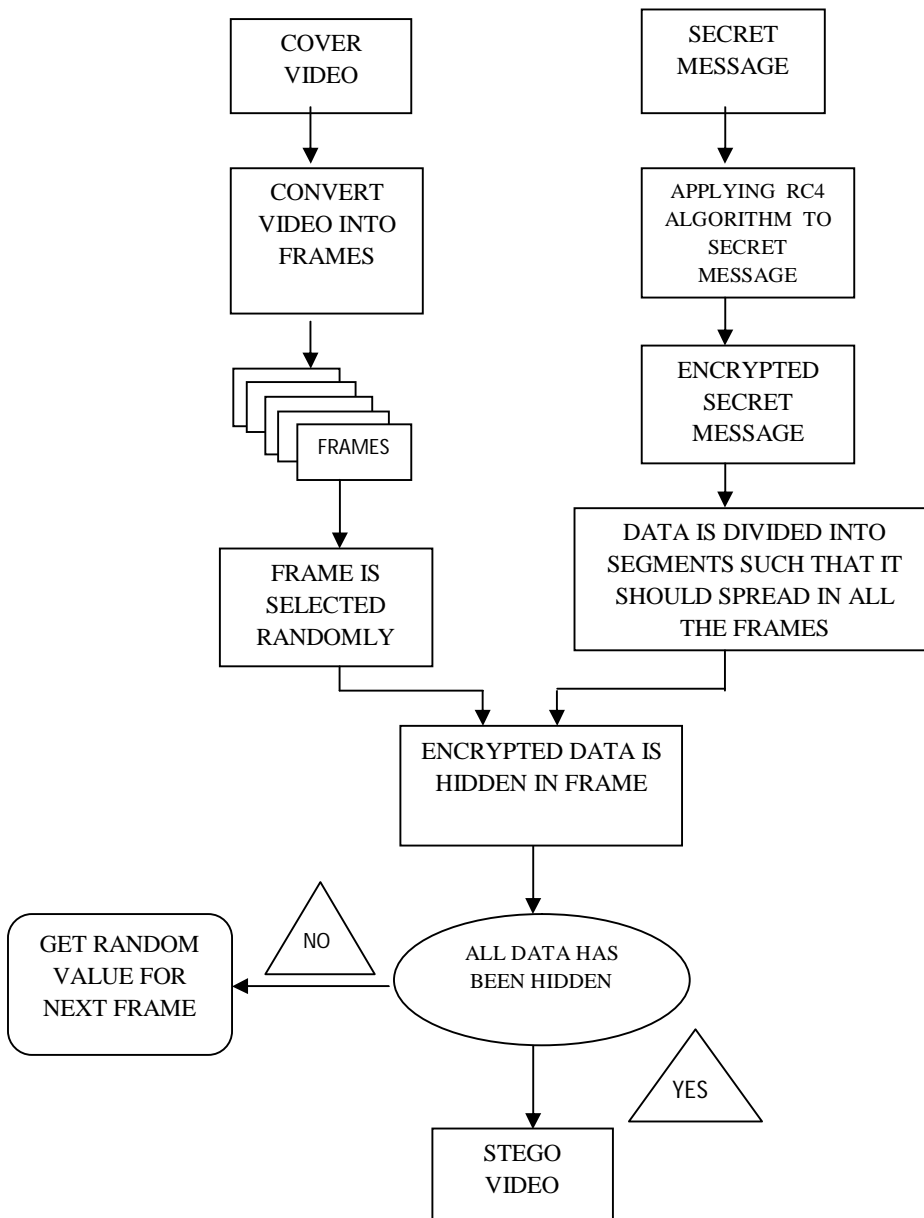 COVER
VIDEO
SECRET
MESSAGE
CONVERT
VIDEO INTO
FRAMES
APPLYING RC4
ALGORITHM TO
SECRET
MESSAGE
FRAMES
ENCRYPTED
SECRET
MESSAGE
FRAME IS
SELECTED
RANDOMLY
DATA IS DIVIDED INTO
SEGMENTS SUCH THAT IT
SHOULD SPREAD IN ALL
THE FRAMES
ENCRYPTED DATA IS
HIDDEN IN FRAME
GET RANDOM
VALUE FOR
NEXT FRAME
NO
ALL DATA HAS
BEEN HIDDEN
YES
STEGO
VIDEO